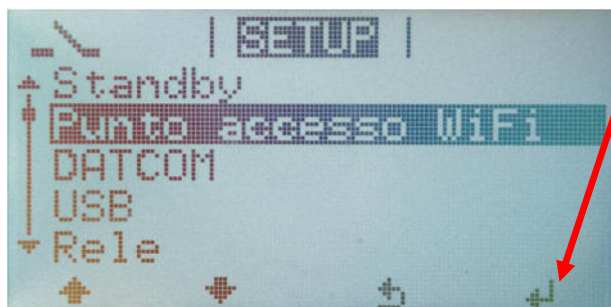 SETUP
Standby
Punto accesso WiFi
DATCOM
USB
Rele